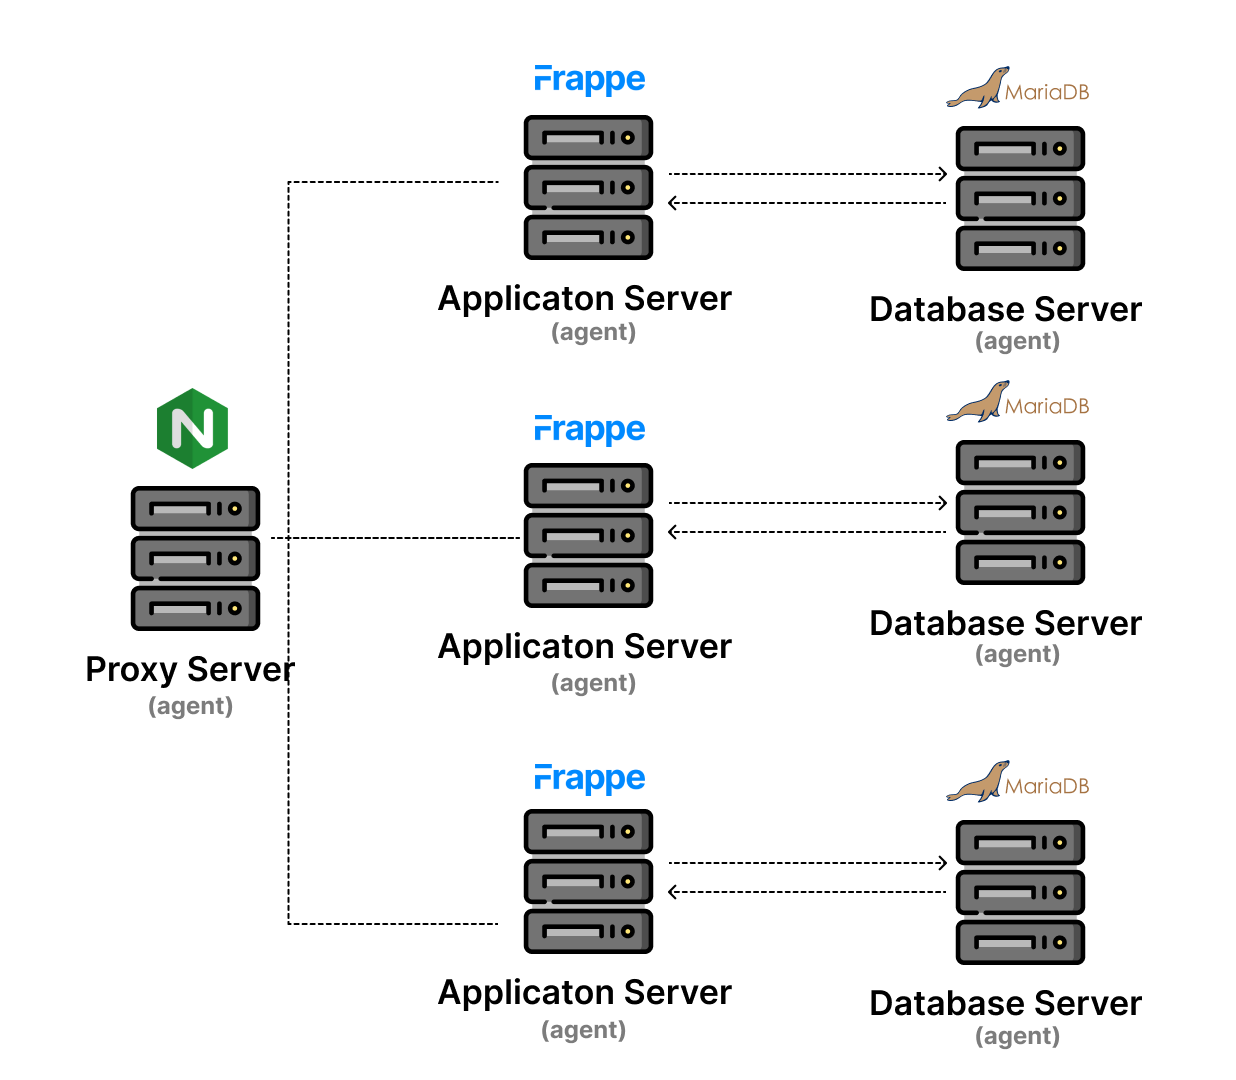 Frappe
MariaDB
Applicaton Server
(agent)
Database Server
(agent)
N
Proxy Server
(agent)
Frappe
MariaDB
Applicaton Server
(agent)
Database Server
(agent)
Frappe
MariaDB
Applicaton Server
(agent)
Database Server
(agent)